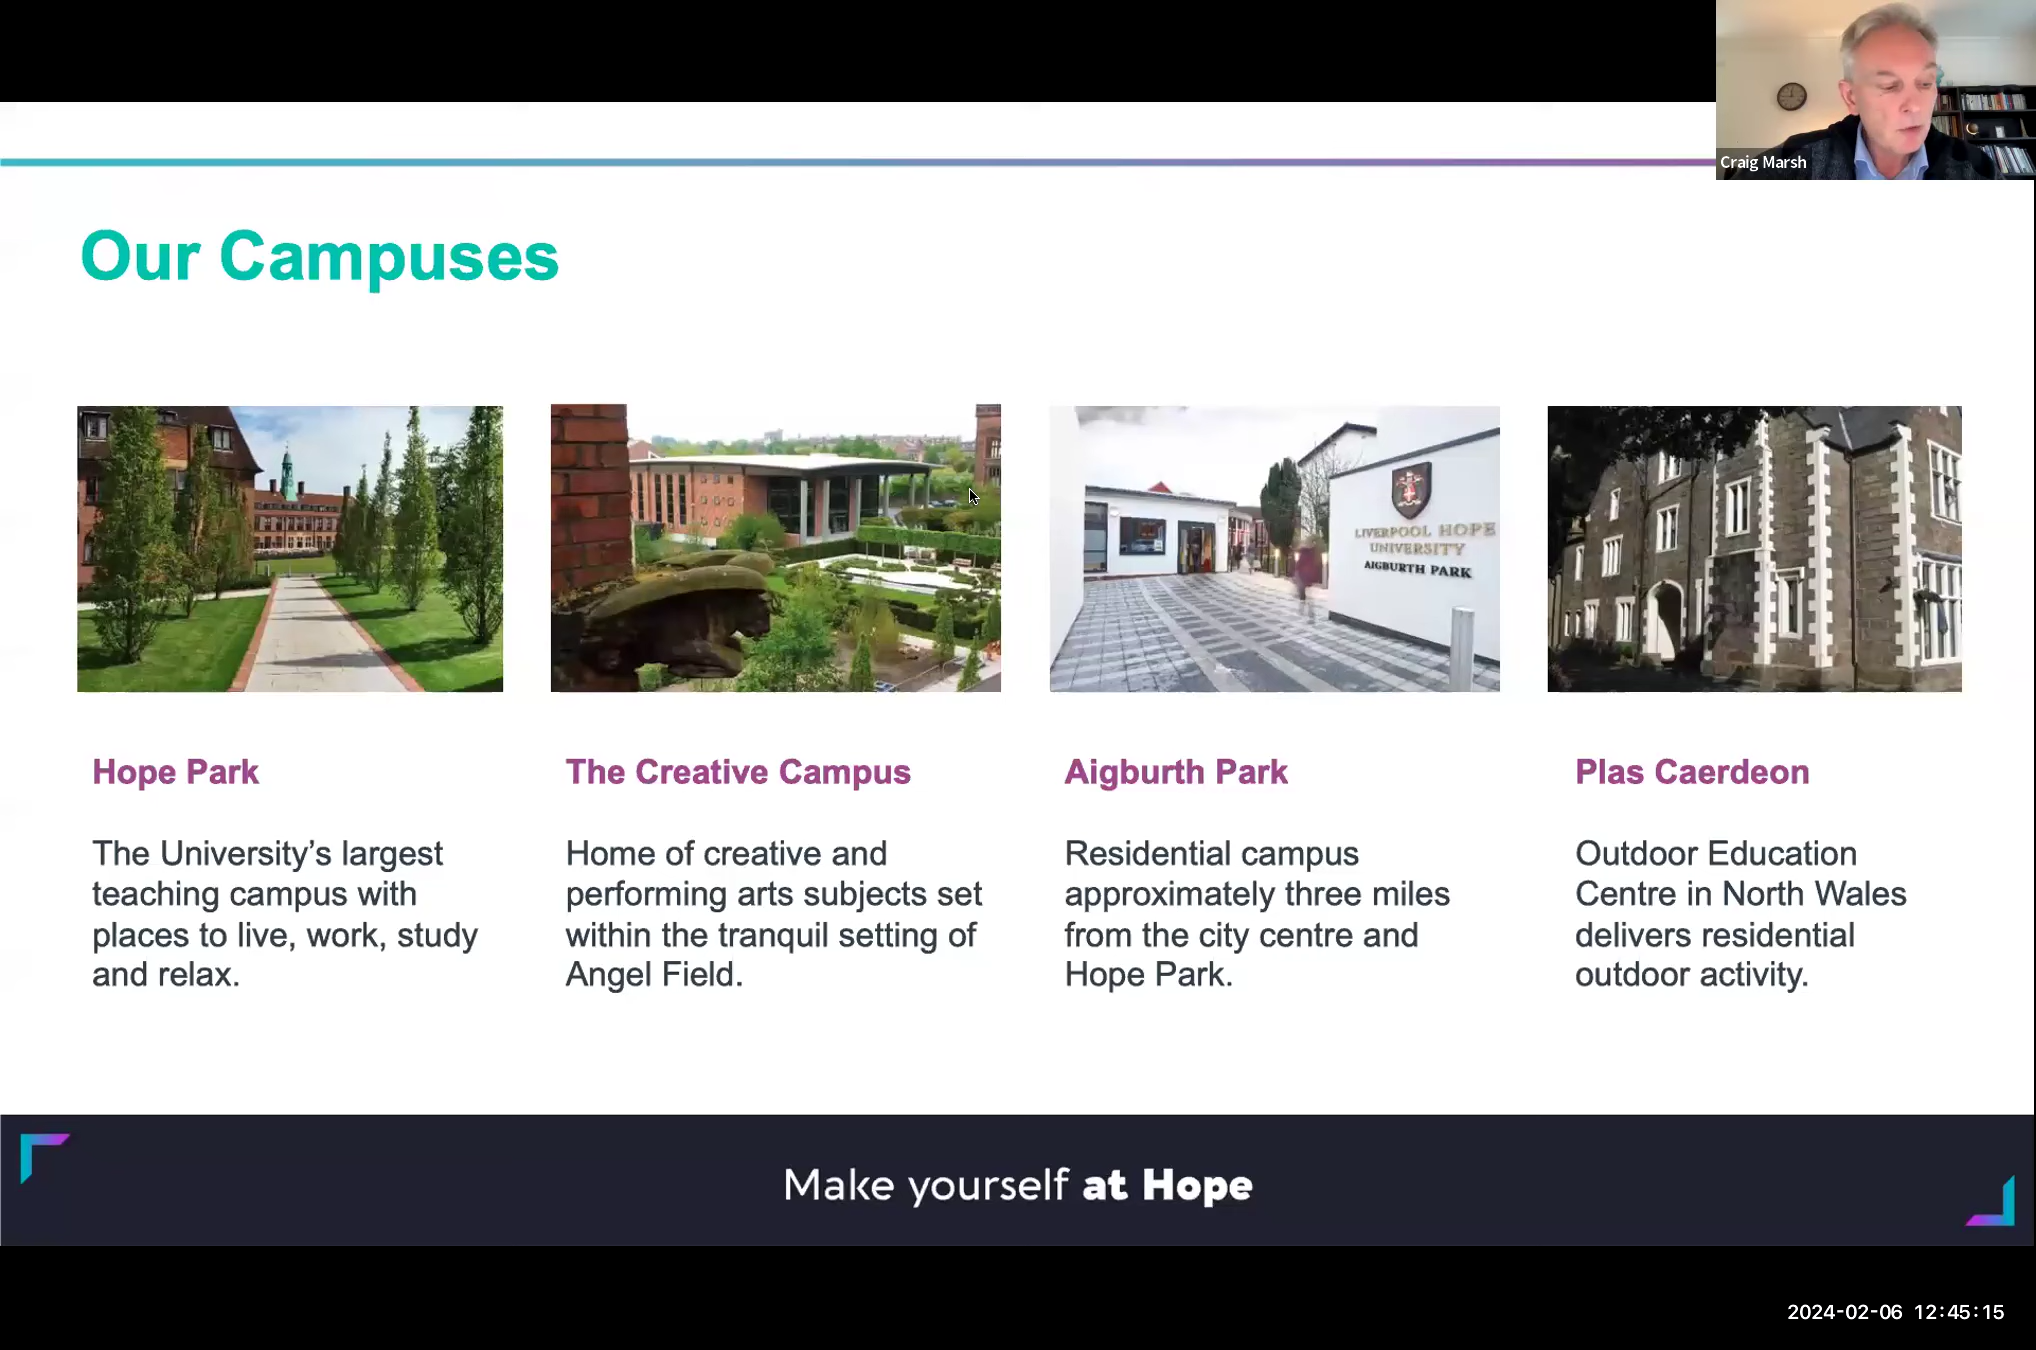 Craig Marsh
Our Campuses
LIVERPOOL HOPE
UNIVERSITY
AIGBURTH PARK
Hope Park
The University’s largest
teaching campus with
places to live, work, study
and relax.
The Creative Campus
Home of creative and
performing arts subjects set
within the tranquil setting of
Angel Field.
Aigburth Park
Residential campus
approximately three miles
from the city centre and
Hope Park.
Plas Caerdeon
Outdoor Education
Centre in North Wales
delivers residential
outdoor activity.
Make yourself at Hope
2024-02-06 12:45:15